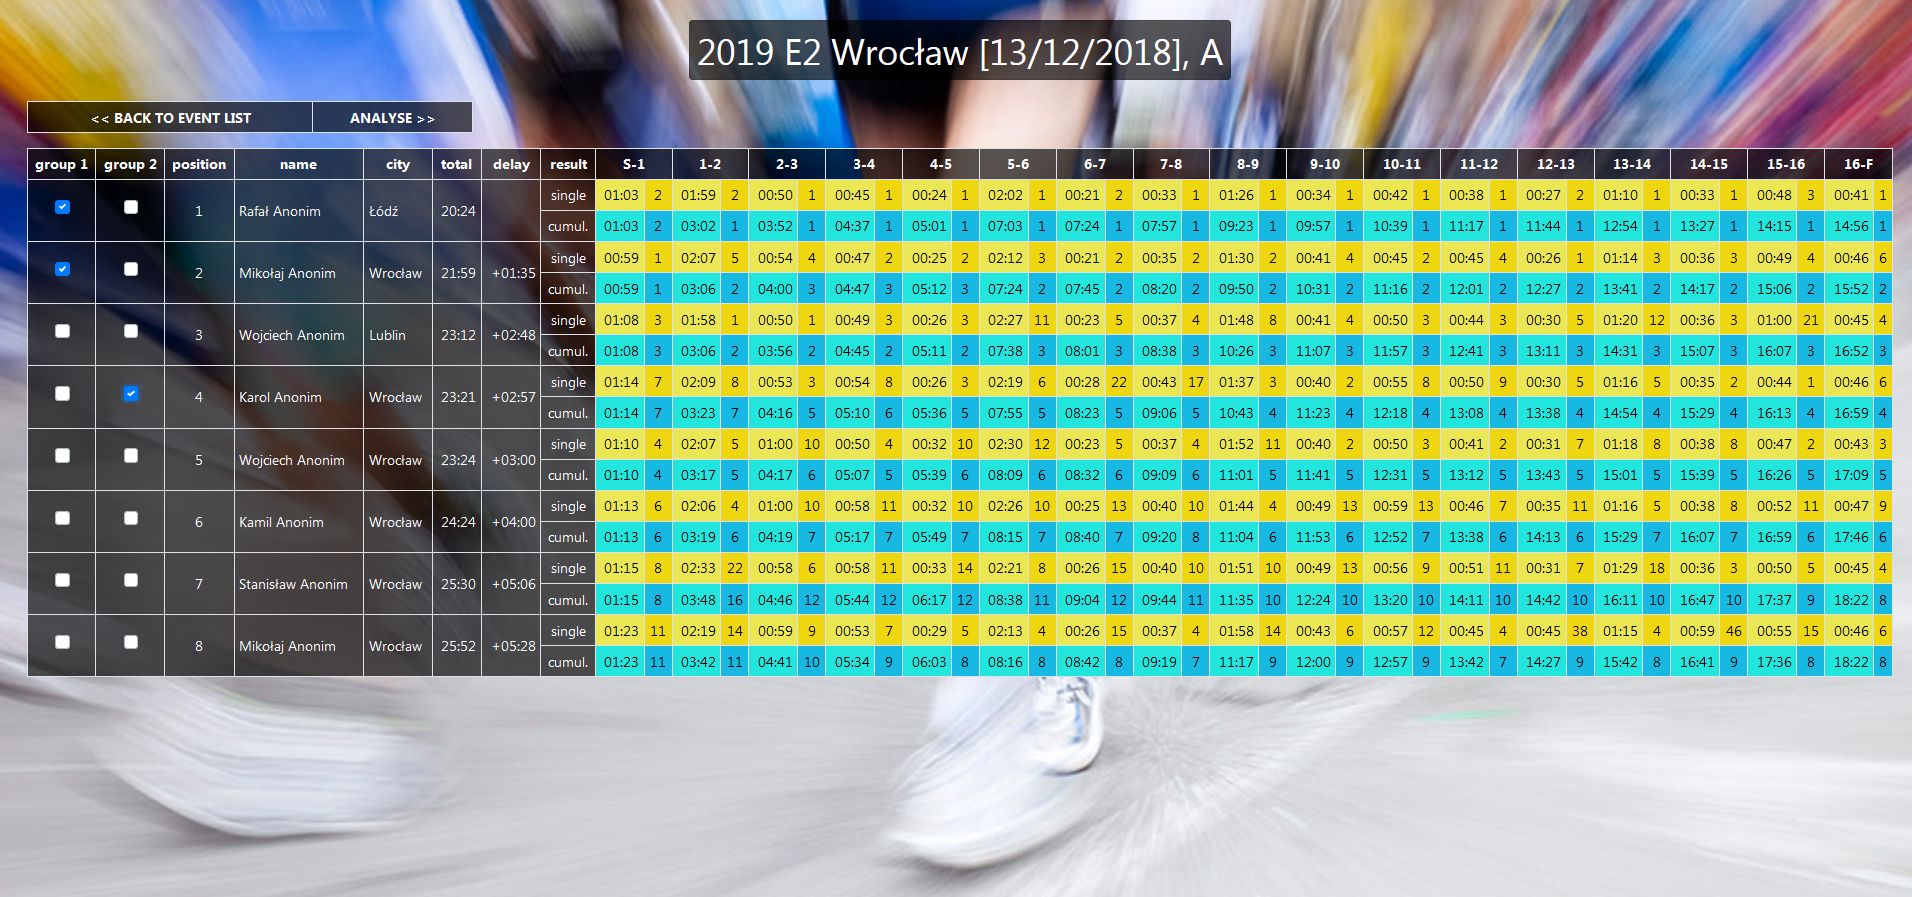 2019 E2 Wrocław [13/12/2018], A
<< BACK TO EVENT LIST ANALYSE >>
group 1 group 2 position name city total delay result S-1 1-2 2-3 3-4 4-5 5-6 6-7 7-8 8-9 9-10 10-11 11-12 12-13 13-14 14-15 15-16 16-F
1 Rafał Anonim Łódź 20:24
single 01:03 2 01:59 2 00:50 1 00:45 1 00:24 1 02:02 1 00:21 2 00:33 1 01:26 1 00:34 1 00:42 1 00:38 1 00:27 2 01:10 1 00:33 1 00:48 3 00:41 1
cumul. 01:03 2 03:02 1 03:52 1 04:37 1 05:01 1 07:03 1 07:24 1 07:57 1 09:23 1 09:57 1 10:39 1 11:17 1 11:44 1 12:54 1 13:27 1 14:15 1 14:56 1
2 Mikołaj Anonim Wrocław 21:59 +01:35
single 00:59 1 02:07 5 00:54 4 00:47 2 00:25 2 02:12 3 00:21 2 00:35 2 01:30 2 00:41 4 00:45 2 00:45 4 00:26 1 01:14 3 00:36 3 00:49 4 00:46 6
cumul. 00:59 1 03:06 2 04:00 3 04:47 3 05:12 3 07:24 2 07:45 2 08:20 2 09:50 2 10:31 2 11:16 2 12:01 2 12:27 2 13:41 2 14:17 2 15:06 2 15:52 2
3 Wojciech Anonim Lublin 23:12 +02:48
single 01:08 3 01:58 1 00:50 1 00:49 3 00:26 3 02:27 11 00:23 5 00:37 4 01:48 8 00:41 4 00:50 3 00:44 3 00:30 5 01:20 12 00:36 3 01:00 21 00:45 4
cumul. 01:08 3 03:06 2 03:56 2 04:45 2 05:11 2 07:38 3 08:01 3 08:38 3 10:26 3 11:07 3 11:57 3 12:41 3 13:11 3 14:31 3 15:07 3 16:07 3 16:52 3
4 Karol Anonim Wrocław 23:21 +02:57
single 01:14 7 02:09 8 00:53 3 00:54 8 00:26 3 02:19 6 00:28 22 00:43 17 01:37 3 00:40 2 00:55 8 00:50 9 00:30 5 01:16 5 00:35 2 00:44 1 00:46 6
cumul. 01:14 7 03:23 7 04:16 5 05:10 6 05:36 5 07:55 5 08:23 5 09:06 5 10:43 4 11:23 4 12:18 4 13:08 4 13:38 4 14:54 4 15:29 4 16:13 4 16:59 4
5 Wojciech Anonim Wrocław 23:24 +03:00
single 01:10 4 02:07 5 01:00 10 00:50 4 00:32 10 02:30 12 00:23 5 00:37 4 01:52 11 00:40 2 00:50 3 00:41 2 00:31 7 01:18 8 00:38 8 00:47 2 00:43 3
cumul. 01:10 4 03:17 5 04:17 6 05:07 5 05:39 6 08:09 6 08:32 6 09:09 6 11:01 5 11:41 5 12:31 5 13:12 5 13:43 5 15:01 5 15:39 5 16:26 5 17:09 5
6 Kamil Anonim Wrocław 24:24 +04:00
single 01:13 6 02:06 4 01:00 10 00:58 11 00:32 10 02:26 10 00:25 13 00:40 10 01:44 4 00:49 13 00:59 13 00:46 7 00:35 11 01:16 5 00:38 8 00:52 11 00:47 9
cumul. 01:13 6 03:19 6 04:19 7 05:17 7 05:49 7 08:15 7 08:40 7 09:20 8 11:04 6 11:53 6 12:52 7 13:38 6 14:13 6 15:29 7 16:07 7 16:59 6 17:46 6
7 Stanisław Anonim Wrocław 25:30 +05:06
single 01:15 8 02:33 22 00:58 6 00:58 11 00:33 14 02:21 8 00:26 15 00:40 10 01:51 10 00:49 13 00:56 9 00:51 11 00:31 7 01:29 18 00:36 3 00:50 5 00:45 4
cumul. 01:15 8 03:48 16 04:46 12 05:44 12 06:17 12 08:38 11 09:04 12 09:44 11 11:35 10 12:24 10 13:20 10 14:11 10 14:42 10 16:11 10 16:47 10 17:37 9 18:22 8
8 Mikołaj Anonim Wrocław 25:52 +05:28
single 01:23 11 02:19 14 00:59 9 00:53 7 00:29 5 02:13 4 00:26 15 00:37 4 01:58 14 00:43 6 00:57 12 00:45 4 00:45 38 01:15 4 00:59 46 00:55 15 00:46 6
cumul. 01:23 11 03:42 11 04:41 10 05:34 9 06:03 8 08:16 8 08:42 8 09:19 7 11:17 9 12:00 9 12:57 9 13:42 7 14:27 9 15:42 8 16:41 9 17:36 8 18:22 8